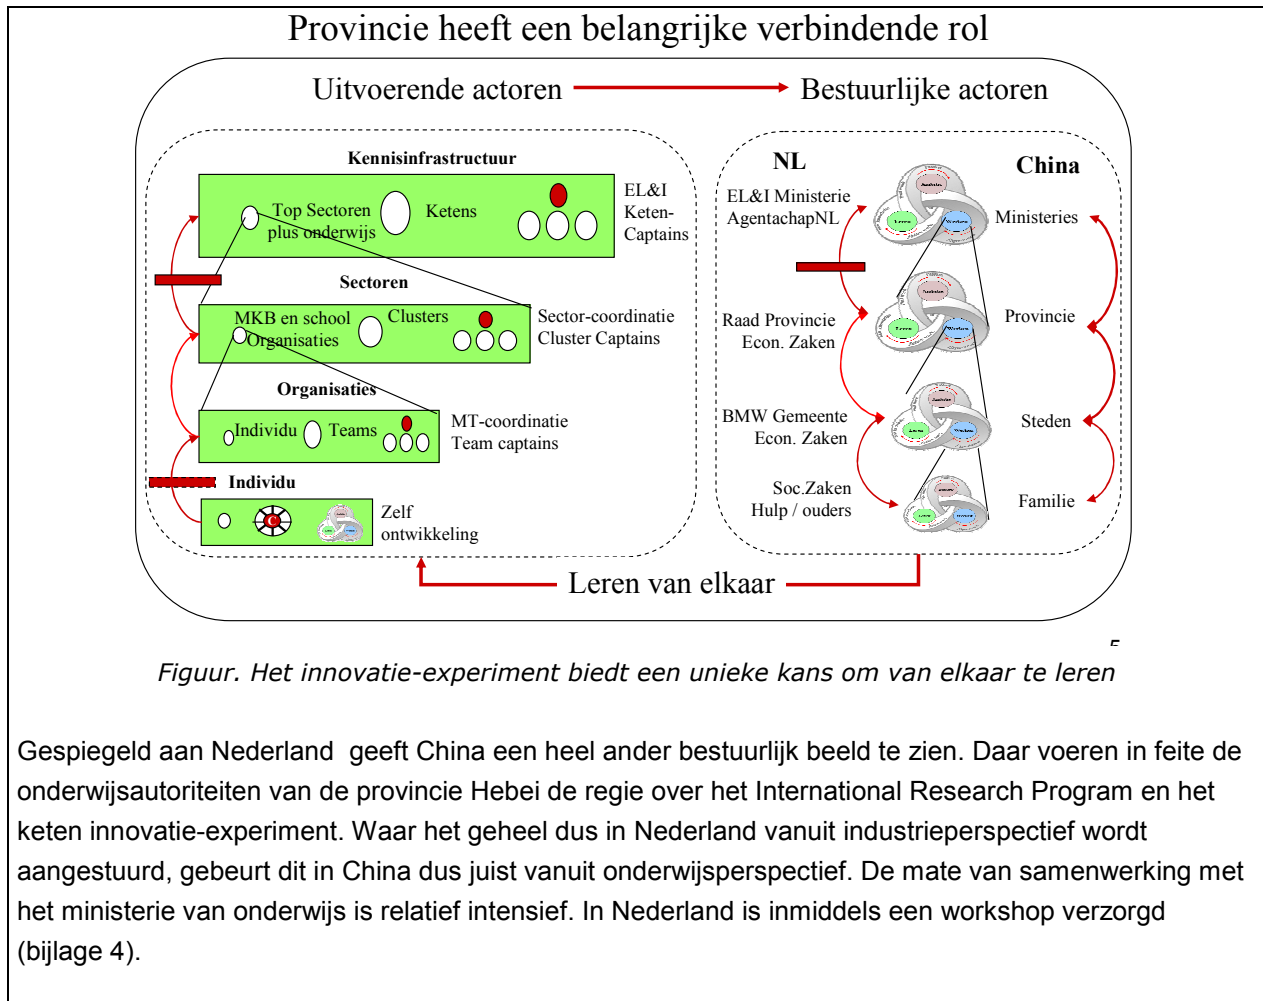 Provincie heeft een belangrijke verbindende rol
Uitvoerende actoren
Bestuurlijke actoren
Kennisinfrastructuur
Top Sectoren
plus onderwijs
Ketens
EL&I
Keten-
Captains
Sectoren
MKB en school
Organisaties
Clusters
Sector-coordinatie
Cluster Captains
Organisaties
Individu
Teams
MT-coordinatie
Team captains
Individu
C
Zelf
ontwikkeling
NL
China
EL&I Ministerie
AgentachapNL
Ministeries
Raad Provincie
Econ. Zaken
Provincie
BMW Gemeente
Econ. Zaken
Steden
Soc.Zaken
Hulp / ouders
Familie
Leren van elkaar
Figuur. Het innovatie-experiment biedt een unieke kans om van elkaar te leren
Gespiegeld aan Nederland geeft China een heel ander bestuurlijk beeld te zien. Daar voeren in feite de
onderwijsautoriteiten van de provincie Hebei de regie over het International Research Program en het
keten innovatie-experiment. Waar het geheel dus in Nederland vanuit industrieperspectief wordt
aangestuurd, gebeurt dit in China dus juist vanuit onderwijsperspectief. De mate van samenwerking met
het ministerie van onderwijs is relatief intensief. In Nederland is inmiddels een workshop verzorgd
(bijlage 4).